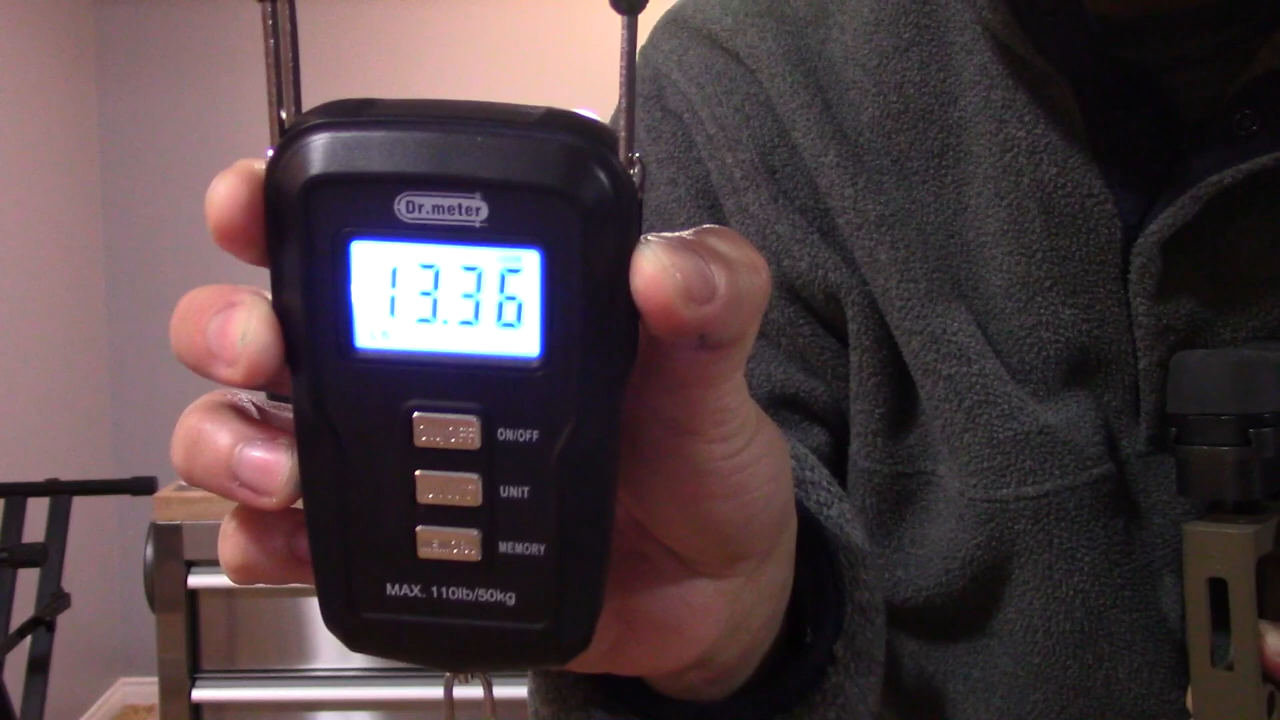 Dr.meter
13.36
ON/OFF
UNIT
MEMORY
MAX. 110lb/50kg